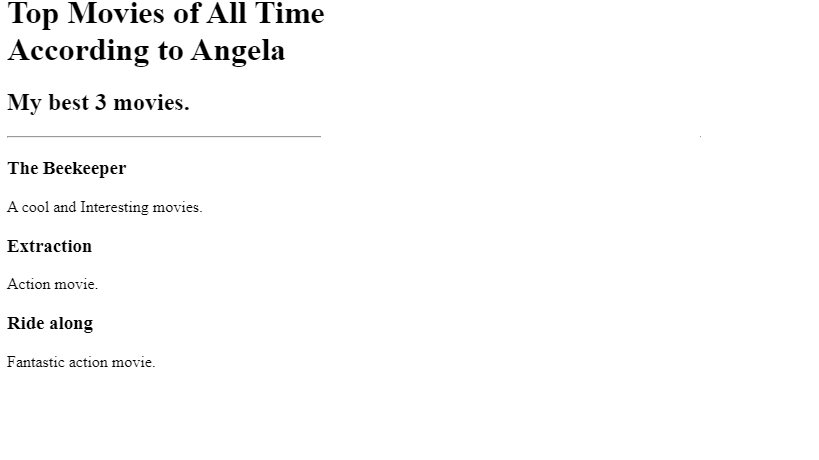 Top Movies of All Time
According to Angela
My best 3 movies.
The Beekeeper
A cool and Interesting movies.
Extraction
Action movie.
Ride along
Fantastic action movie.